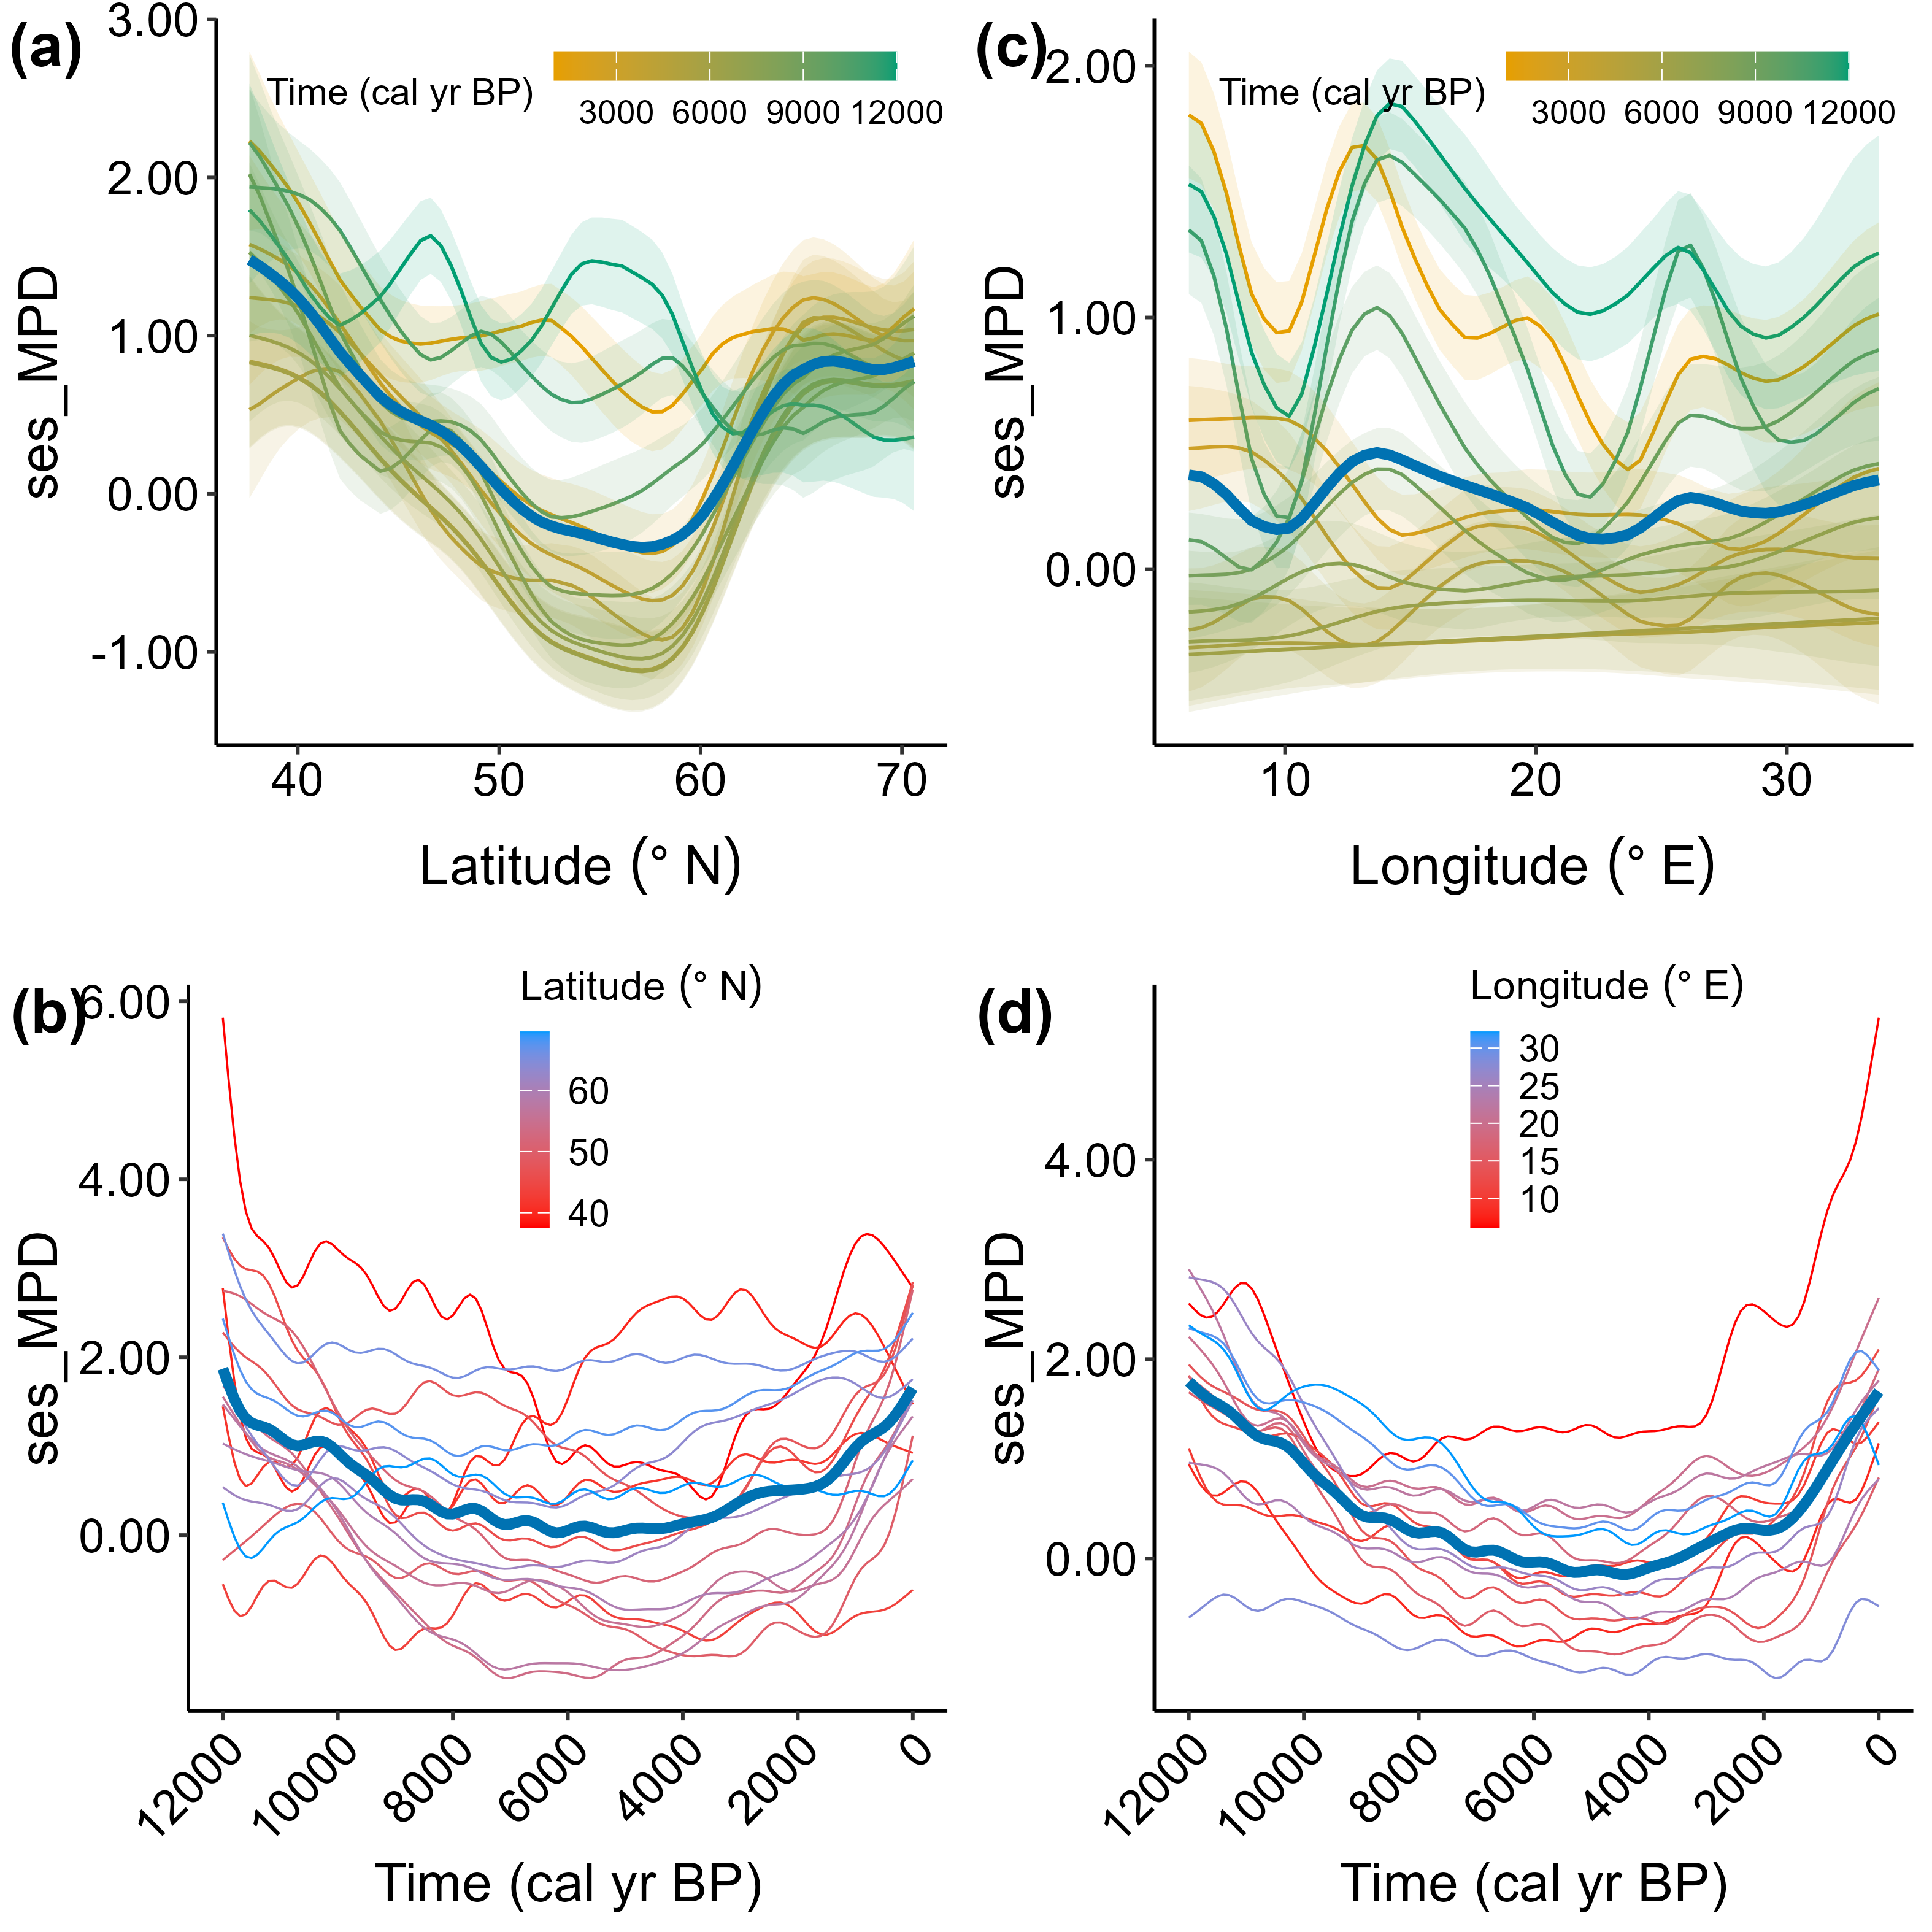 (a)
3.00
2.00
1.00
0.00
-1.00
ses_MPD
Time (cal yr BP)
3000 6000 9000 12000
40 50 60 70
Latitude (° N)
(c)
2.00
1.00
0.00
ses_MPD
Time (cal yr BP)
3000 6000 9000 12000
10 20 30
Longitude (° E)
(b)
6.00
4.00
2.00
0.00
ses_MPD
Latitude (° N)
60
50
40
12000 10000 8000 6000 4000 2000 0
Time (cal yr BP)
(d)
4.00
2.00
0.00
ses_MPD
Longitude (° E)
30
25
20
15
10
12000 10000 8000 6000 4000 2000 0
Time (cal yr BP)